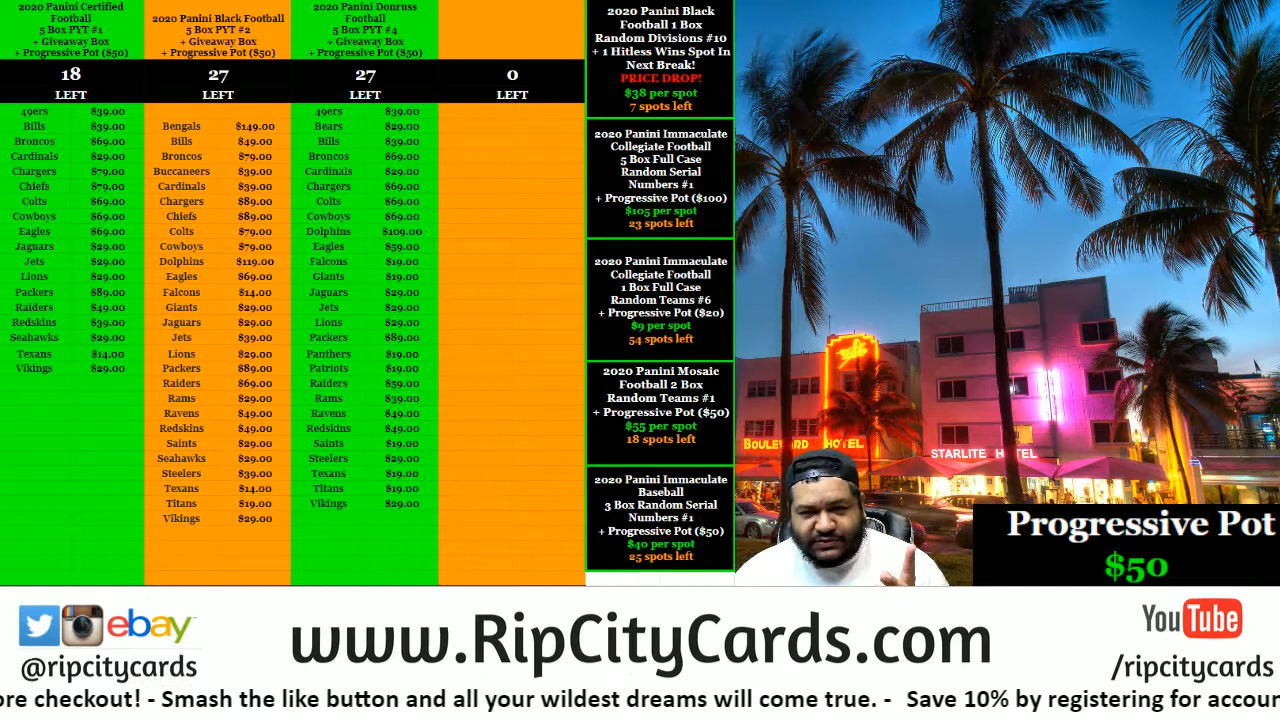 2020 Panini Certified
Football
5 Box PYT #1
+ Giveaway Box
+ Progressive Pot ($50)
18
LEFT
49ers $39.00
Bills $39.00
Broncos $69.00
Cardinals $29.00
Chargers $79.00
Chiefs $79.00
Colts $69.00
Cowboys $69.00
Eagles $69.00
Jaguars $29.00
Jets $29.00
Lions $29.00
Packers $89.00
Raiders $49.00
Redskins $39.00
Seahawks $29.00
Texans $14.00
Vikings $29.00
2020 Panini Black Football
5 Box PYT #2
+ Giveaway Box
+ Progressive Pot ($50)
27
LEFT
Bengals $149.00
Bills $49.00
Broncos $79.00
Buccaneers $39.00
Cardinals $39.00
Chargers $89.00
Chiefs $89.00
Colts $79.00
Cowboys $79.00
Dolphins $119.00
Eagles $69.00
Falcons $14.00
Giants $29.00
Jaguars $29.00
Jets $39.00
Lions $29.00
Packers $89.00
Raiders $69.00
Rams $29.00
Ravens $49.00
Redskins $49.00
Saints $29.00
Seahawks $29.00
Steelers $39.00
Texans $14.00
Titans $19.00
Vikings $29.00
2020 Panini Donruss
Football
5 Box PYT #4
+ Giveaway Box
+ Progressive Pot ($50)
27
LEFT
49ers $39.00
Bears $29.00
Bills $39.00
Broncos $69.00
Cardinals $29.00
Chargers $69.00
Colts $69.00
Cowboys $69.00
Dolphins $109.00
Eagles $59.00
Falcons $19.00
Giants $19.00
Jaguars $29.00
Jets $29.00
Lions $29.00
Packers $89.00
Panthers $19.00
Patriots $19.00
Raiders $59.00
Rams $39.00
Ravens $49.00
Redskins $49.00
Saints $19.00
Steelers $29.00
Texans $19.00
Titans $19.00
Vikings $29.00
0
LEFT
2020 Panini Black
Football 1 Box
Random Divisions #10
+ 1 Hitless Wins Spot In
Next Break!
PRICE DROP!
$38 per spot
7 spots left
2020 Panini Immaculate
Collegiate Football
5 Box Full Case
Random Serial
Numbers #1
+ Progressive Pot ($100)
$105 per spot
23 spots left
2020 Panini Immaculate
Collegiate Football
1 Box Full Case
Random Teams #6
+ Progressive Pot ($20)
$9 per spot
54 spots left
2020 Panini Mosaic
Football 2 Box
Random Teams #1
+ Progressive Pot ($50)
$55 per spot
18 spots left
2020 Panini Immaculate
Baseball
3 Box Random Serial
Numbers #1
+ Progressive Pot ($50)
$40 per spot
25 spots left
BOULEVARD HOTEL
STARLITE HOTEL
Progressive Pot
$50
ebay
@ripcitycards
www.RipCityCards.com
YouTube
/ripcitycards
ore checkout! - Smash the like button and all your wildest dreams will come true. - Save 10% by registering for accour